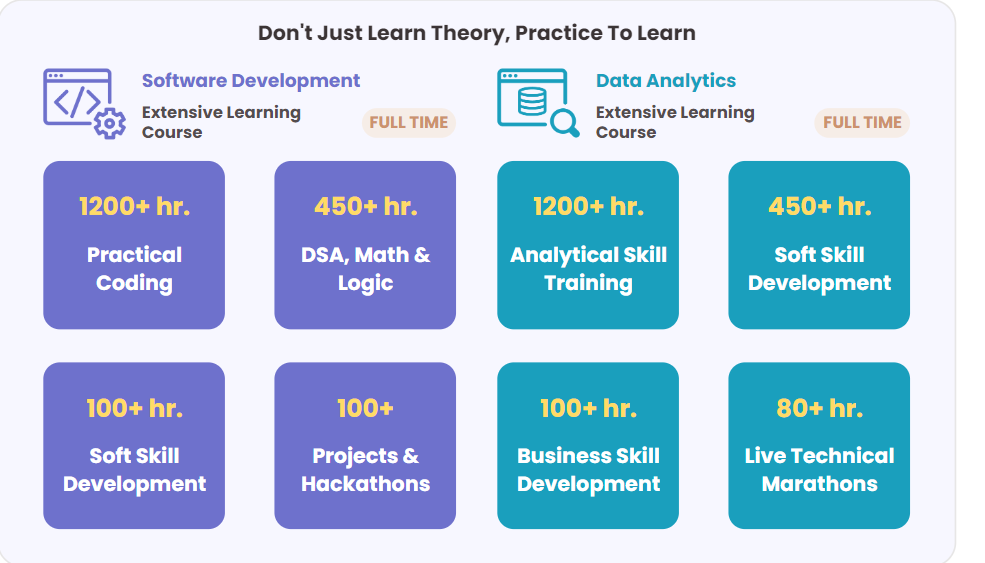 Don't Just Learn Theory, Practice To Learn
Software Development
Extensive Learning
Course
FULL TIME
1200+ hr.
Practical
Coding
450+ hr.
DSA, Math &
Logic
100+ hr.
Soft Skill
Development
100+
Projects &
Hackathons
Data Analytics
Extensive Learning
Course
FULL TIME
1200+ hr.
Analytical Skill
Training
450+ hr.
Soft Skill
Development
100+ hr.
Business Skill
Development
80+ hr.
Live Technical
Marathons